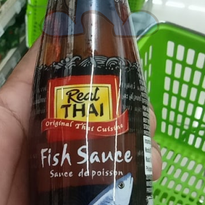 Real
THAI
Original Thai Cuisine
Fish Sauce
Sauce de poisson